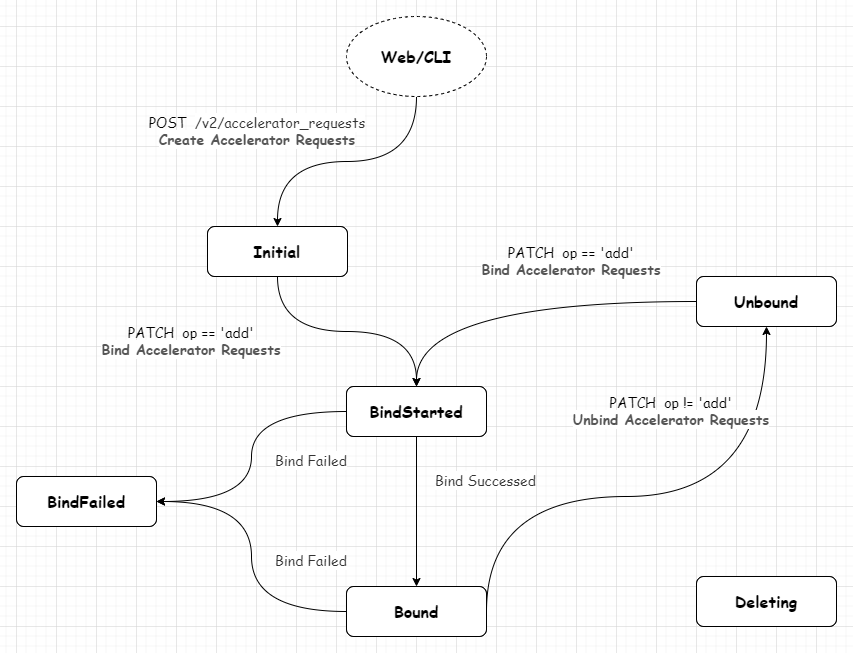 Web/CLI
POST /v2/accelerator_requests
Create Accelerator Requests
Initial
PATCH op == 'add'
Bind Accelerator Requests
Unbound
PATCH op == 'add'
Bind Accelerator Requests
BindStarted
PATCH op != 'add'
Unbind Accelerator Requests
Bind Failed
Bind Successed
BindFailed
Bind Failed
Bound
Deleting